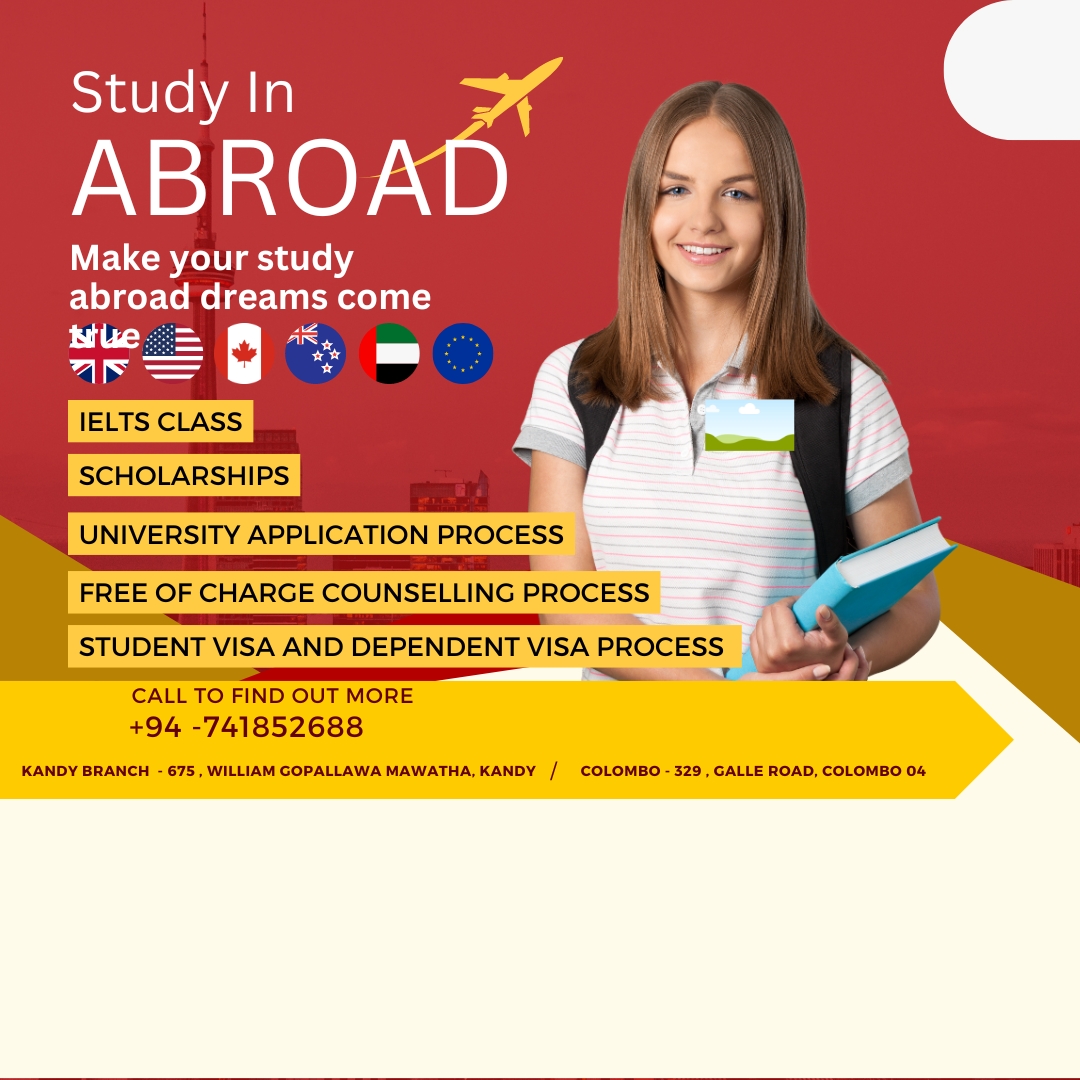 Study In
ABROAD
Make your study
abroad dreams come
true
IELTS CLASS
SCHOLARSHIPS
UNIVERSITY APPLICATION PROCESS
FREE OF CHARGE COUNSELLING PROCESS
STUDENT VISA AND DEPENDENT VISA PROCESS
CALL TO FIND OUT MORE
+94 -741852688
KANDY BRANCH - 675 , WILLIAM GOPALLAWA MAWATHA, KANDY / COLOMBO - 329 , GALLE ROAD, COLOMBO 04